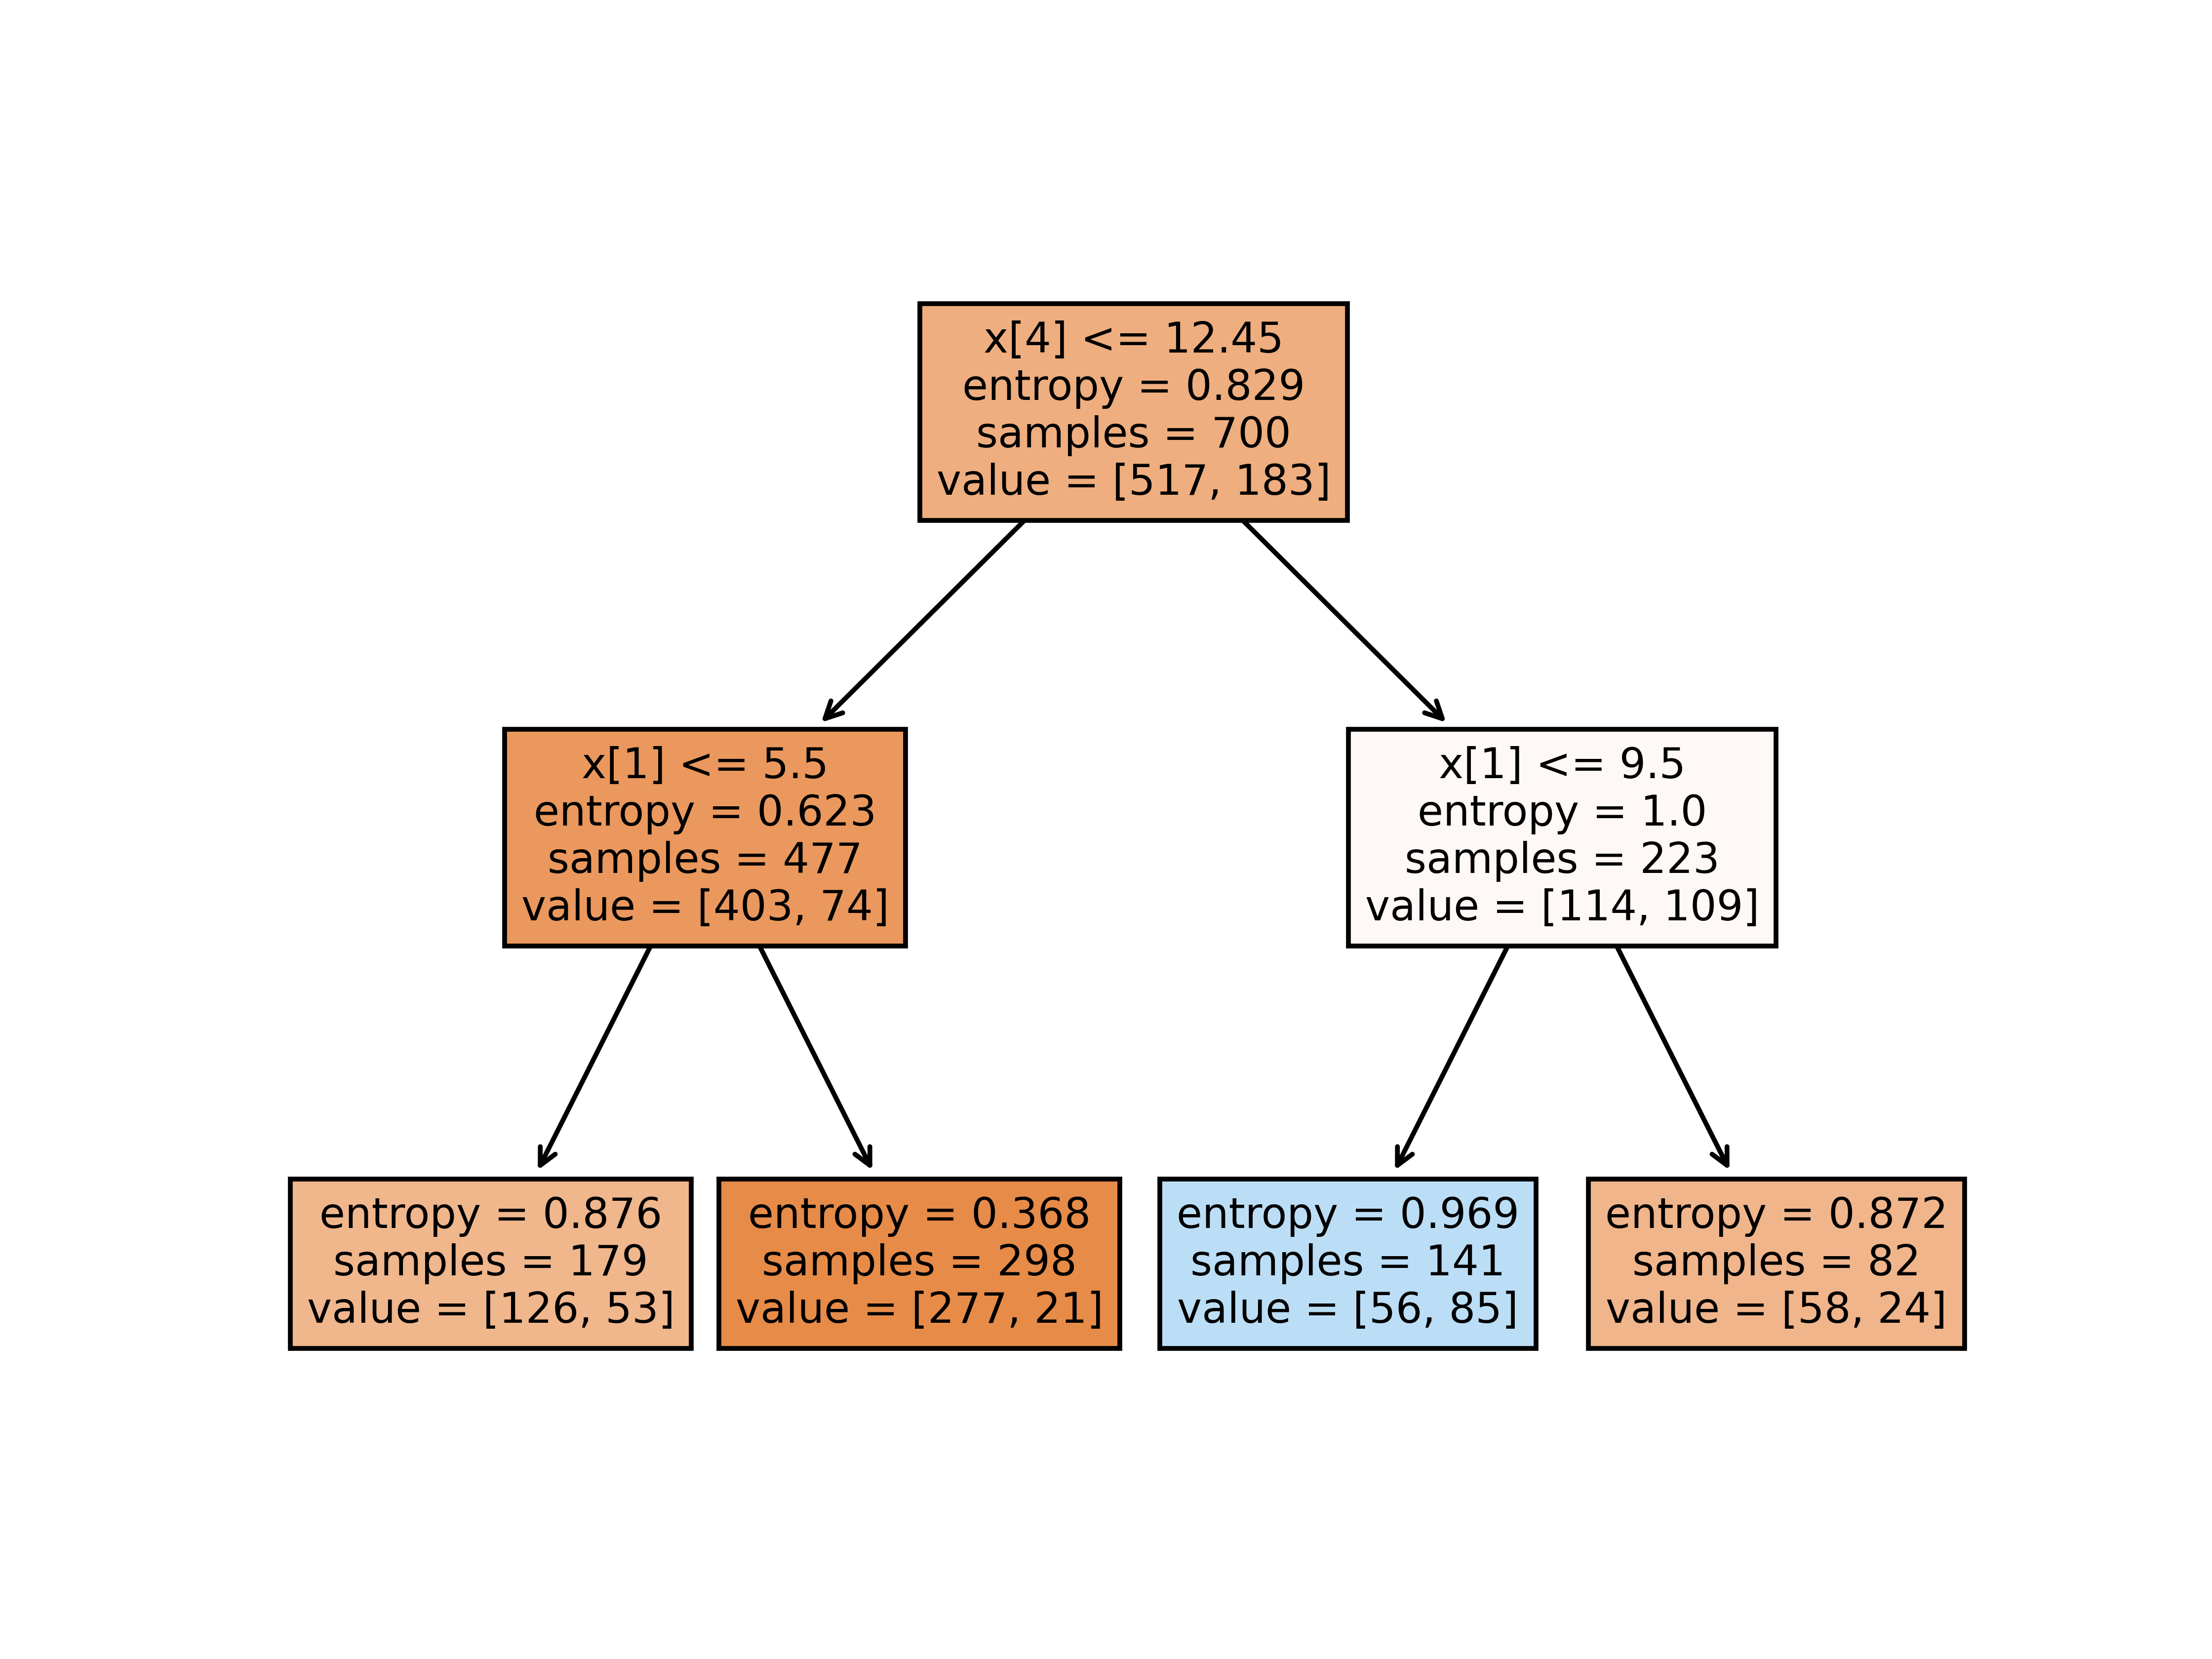 x[4] <= 12.45
entropy = 0.829
samples = 700
value = [517, 183]
x[1] <= 5.5
entropy = 0.623
samples = 477
value = [403, 74]
x[1] <= 9.5
entropy = 1.0
samples = 223
value = [114, 109]
entropy = 0.876
samples = 179
value = [126, 53]
entropy = 0.368
samples = 298
value = [277, 21]
entropy = 0.969
samples = 141
value = [56, 85]
entropy = 0.872
samples = 82
value = [58, 24]